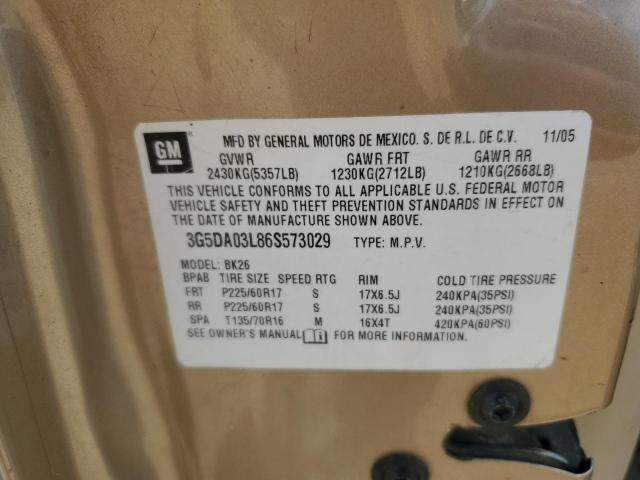 GM
MFD BY GENERAL MOTORS DE MEXICO. S. DE R.L. DE C.V. 11/05
GVWR GAWR FRT GAWR RR
2430KG(5357LB) 1230KG(2712LB) 1210KG(2668LB)
THIS VEHICLE CONFORMS TO ALL APPLICABLE U.S. FEDERAL MOTOR
VEHICLE SAFETY AND THEFT PREVENTION STANDARDS IN EFFECT ON
THE DATE OF MANUFACTURE SHOWN ABOVE.
3G5DA03L86S573029 TYPE: M.P.V.
MODEL: BK26
BPAB TIRE SIZE SPEED RTG RIM COLD TIRE PRESSURE
FRT P225/60R17 S 17X6.5J 240KPA(35PSI)
RR P225/60R17 S 17X6.5J 240KPA(35PSI)
SPA T135/70R16 M 16X4T 420KPA(60PSI)
SEE OWNER'S MANUAL FOR MORE INFORMATION.